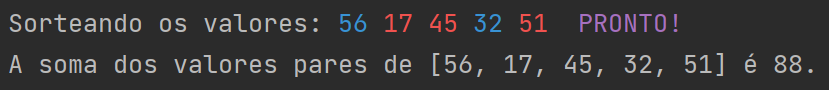 Sorteando os valores: 56 17 45 32 51  PRONTO!
A soma dos valores pares de [56, 17, 45, 32, 51] é 88.